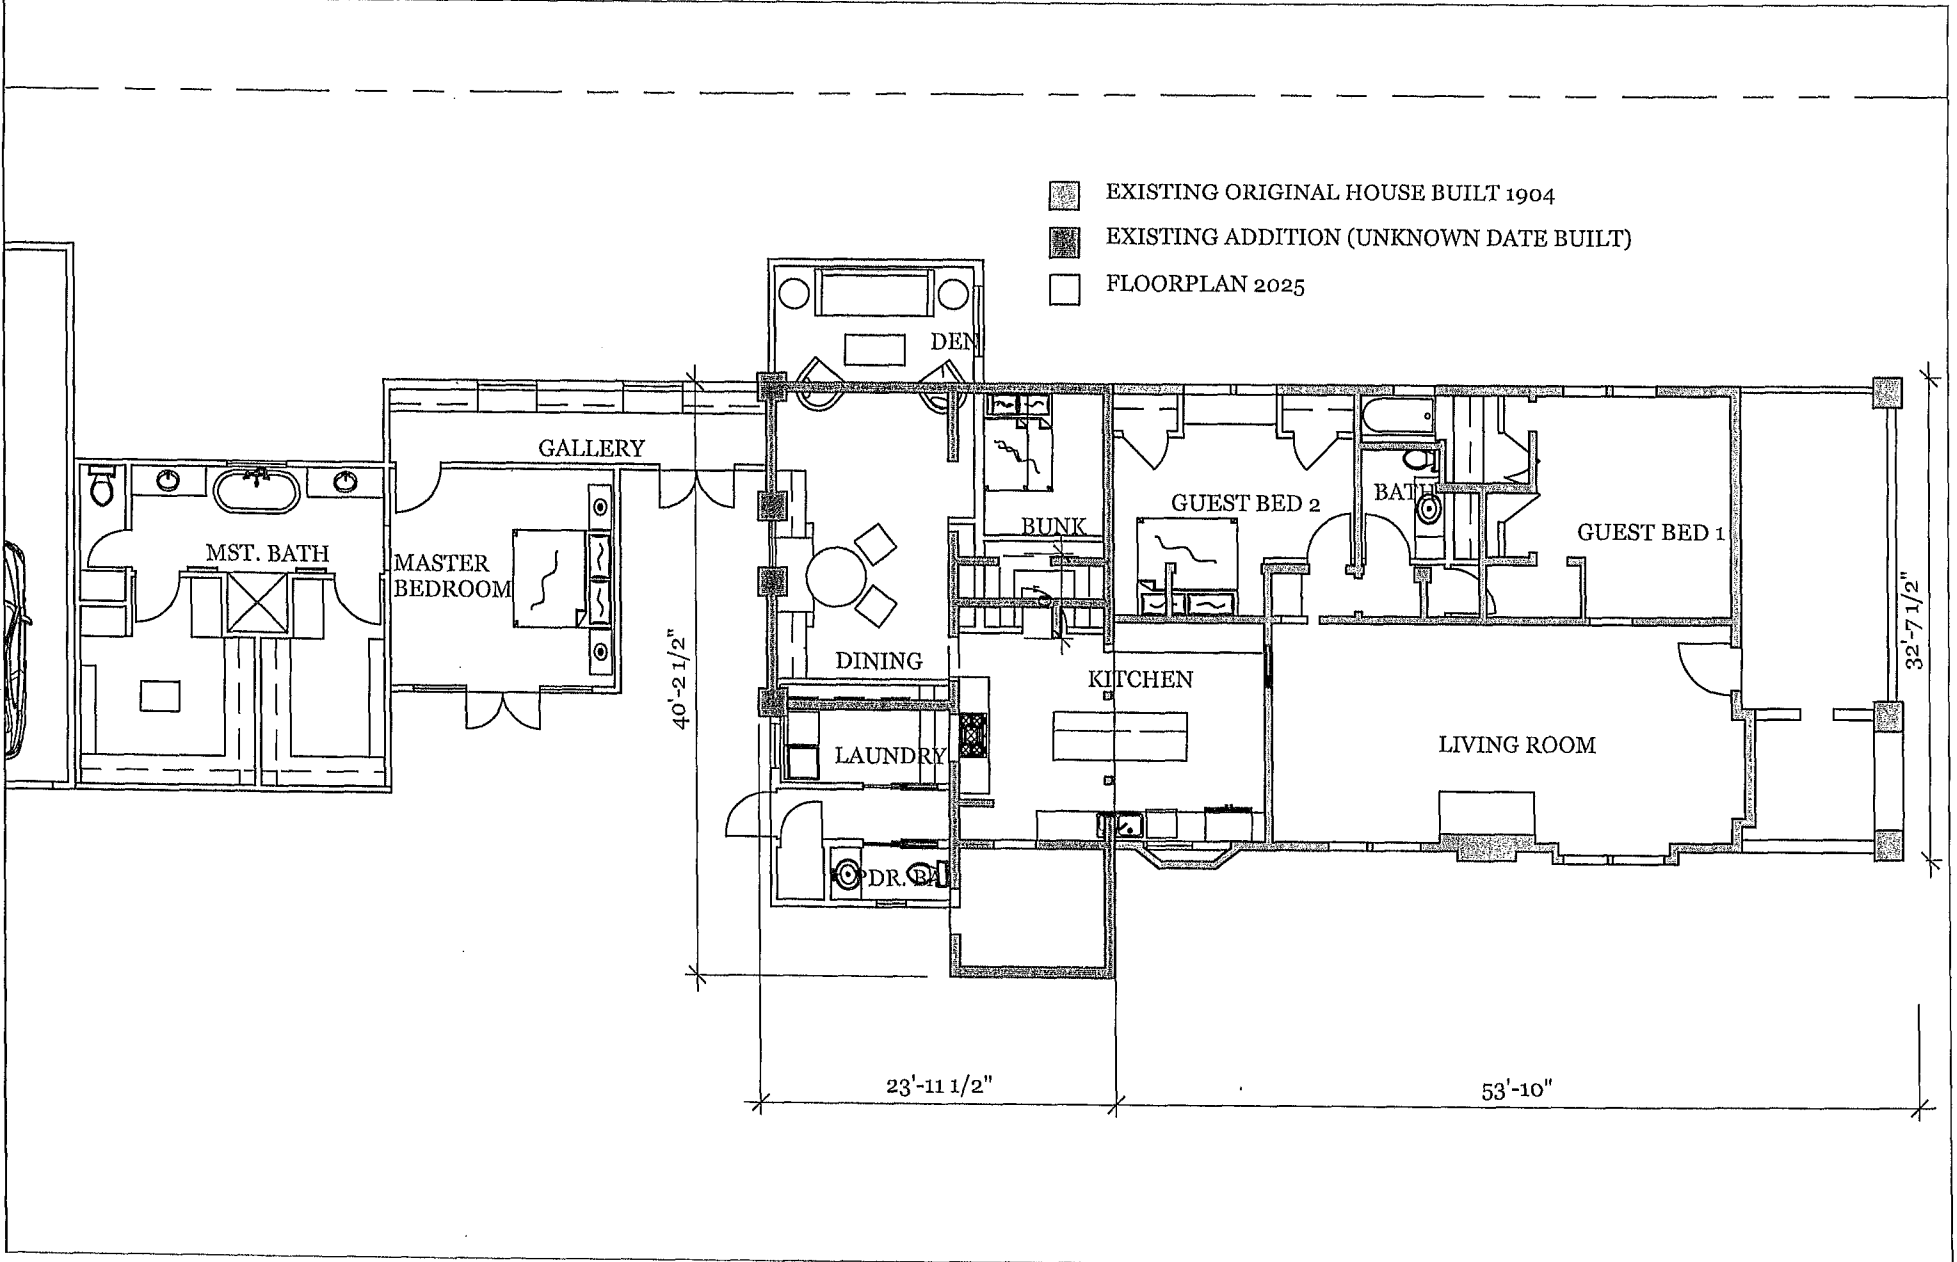 EXISTING ORIGINAL HOUSE BUILT 1904
EXISTING ADDITION (UNKNOWN DATE BUILT)
FLOORPLAN 2025
DEN
GALLERY
GUEST BED 2
BATH
BUNK
GUEST BED 1
MST. BATH
MASTER
BEDROOM
DINING
KITCHEN
40'-2 1/2"
32'-7 1/2"
LAUNDRY
LIVING ROOM
PDR. BA
23'-11 1/2"
53'-10"